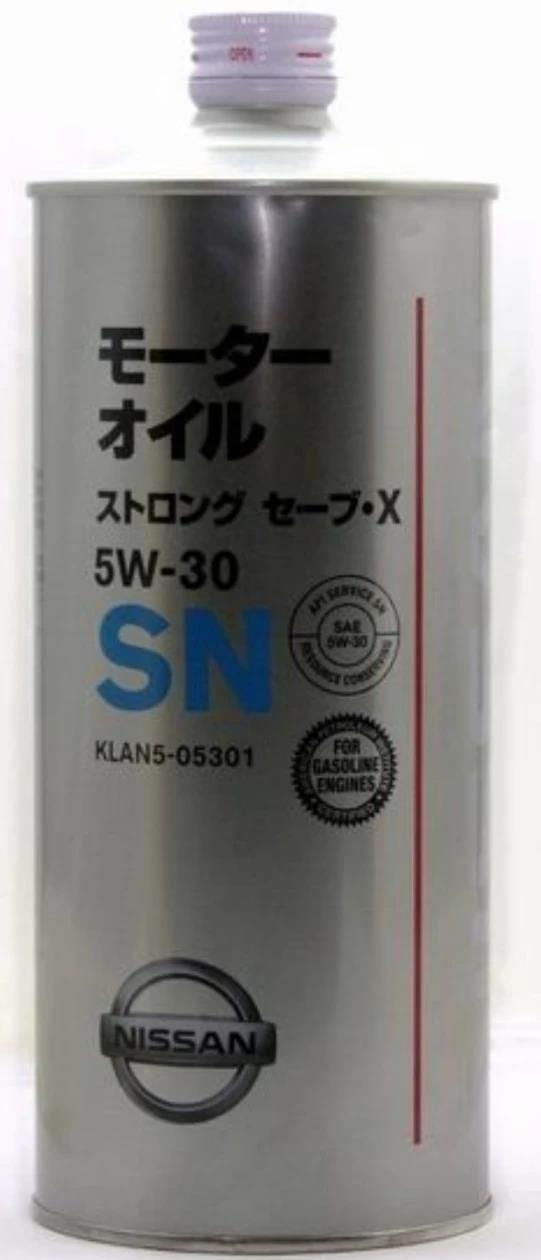 OPEN
モーター
オイル
ストロング セーブ・X
5W-30
SN
API SERVICE SN
SAE
5W-30
RESOURCE CONSERVING
KLAN5-05301
FOR
GASOLINE
ENGINES
NISSAN